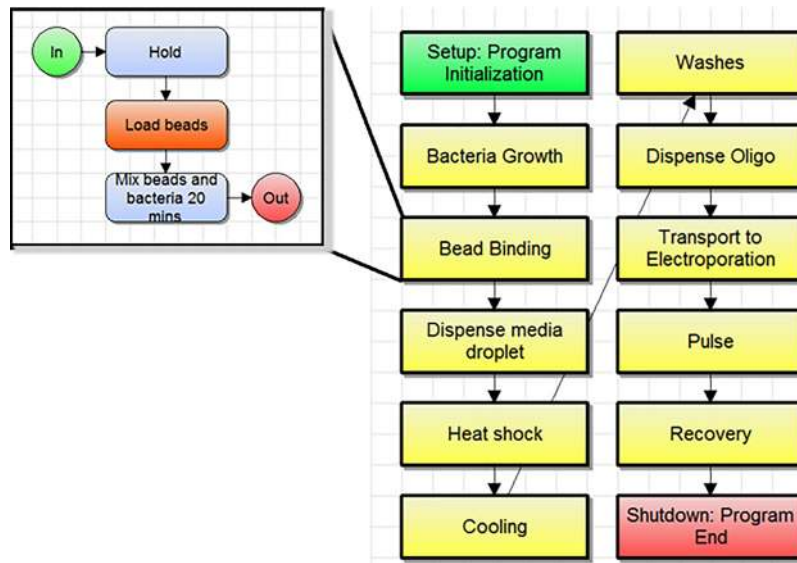 In
Hold
Load beads
Mix beads and
bacteria 20
mins
Out
Setup: Program
Initialization
Bacteria Growth
Bead Binding
Dispense media
droplet
Heat shock
Cooling
Washes
Dispense Oligo
Transport to
Electroporation
Pulse
Recovery
Shutdown: Program
End